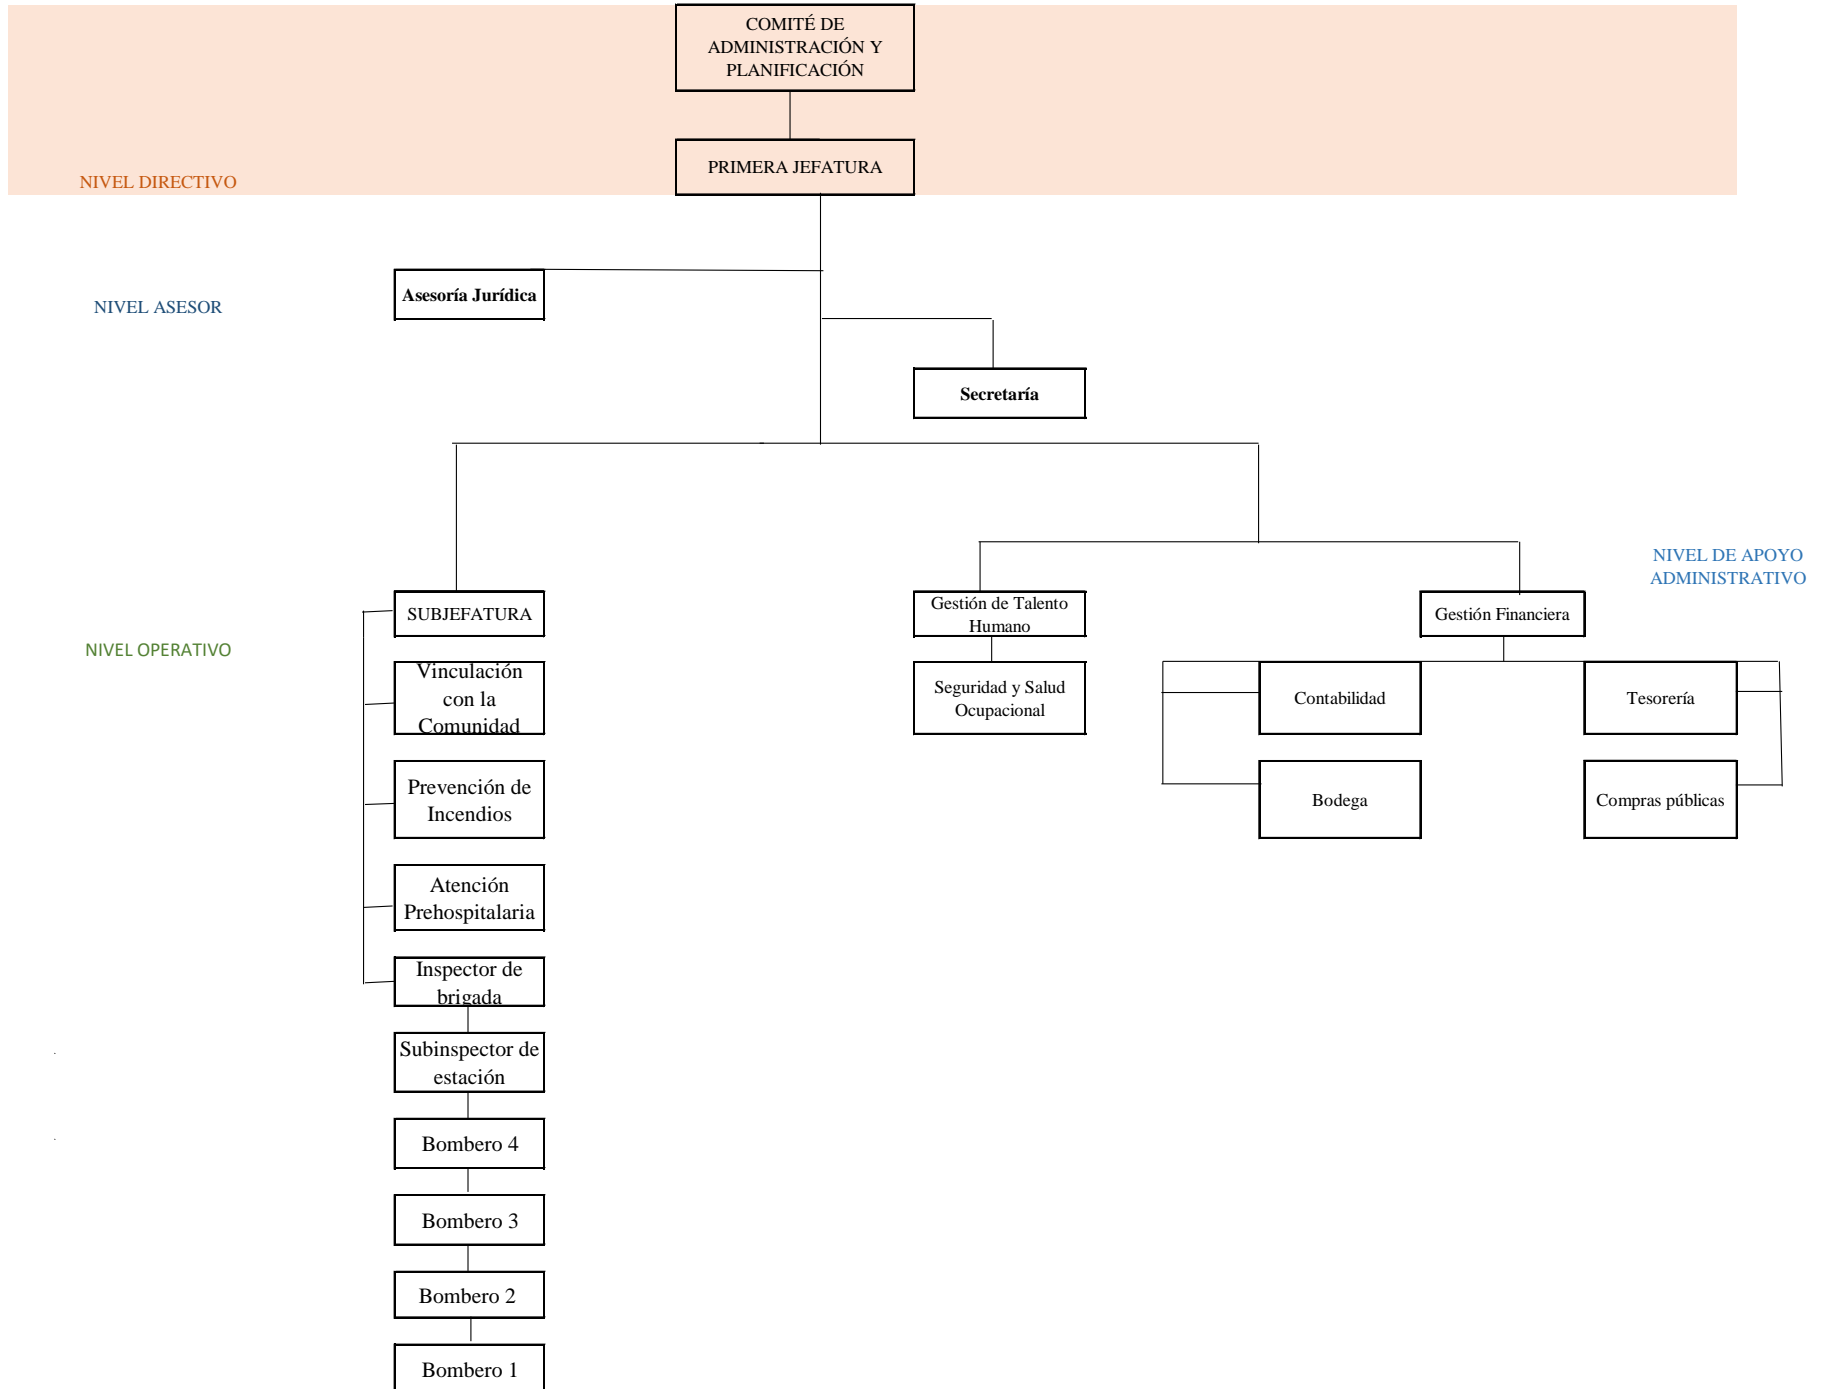 COMITÉ DE
ADMINISTRACIÓN Y
PLANIFICACIÓN
PRIMERA JEFATURA
NIVEL DIRECTIVO
Asesoría Jurídica
NIVEL ASESOR
Secretaría
NIVEL DE APOYO
ADMINISTRATIVO
SUBJEFATURA
Gestión de Talento
Humano
Gestión Financiera
NIVEL OPERATIVO
Vinculación
con la
Comunidad
Seguridad y Salud
Ocupacional
Contabilidad
Tesorería
Prevención de
Incendios
Bodega
Compras públicas
Atención
Prehospitalaria
Inspector de
brigada
Subinspector de
estación
Bombero 4
Bombero 3
Bombero 2
Bombero 1